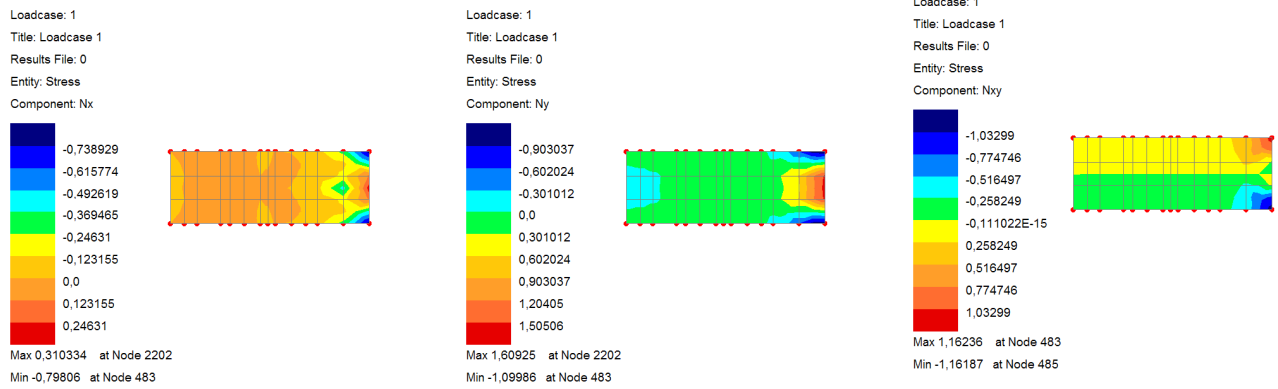 Loadcase: 1
Title: Loadcase 1
Results File: 0
Entity: Stress
Component: Nx
-0,738929
-0,615774
-0,492619
-0,369465
-0,24631
-0,123155
0,0
0,123155
0,24631
Max 0,310334 at Node 2202
Min -0,79806 at Node 483
Loadcase: 1
Title: Loadcase 1
Results File: 0
Entity: Stress
Component: Ny
-0,903037
-0,602024
-0,301012
0,0
0,301012
0,602024
0,903037
1,20405
1,50506
Max 1,60925 at Node 2202
Min -1,09986 at Node 483
Loadcase: 1
Title: Loadcase 1
Results File: 0
Entity: Stress
Component: Nxy
-1,03299
-0,774746
-0,516497
-0,258249
-0,111022E-15
0,258249
0,516497
0,774746
1,03299
Max 1,16236 at Node 483
Min -1,16187 at Node 485